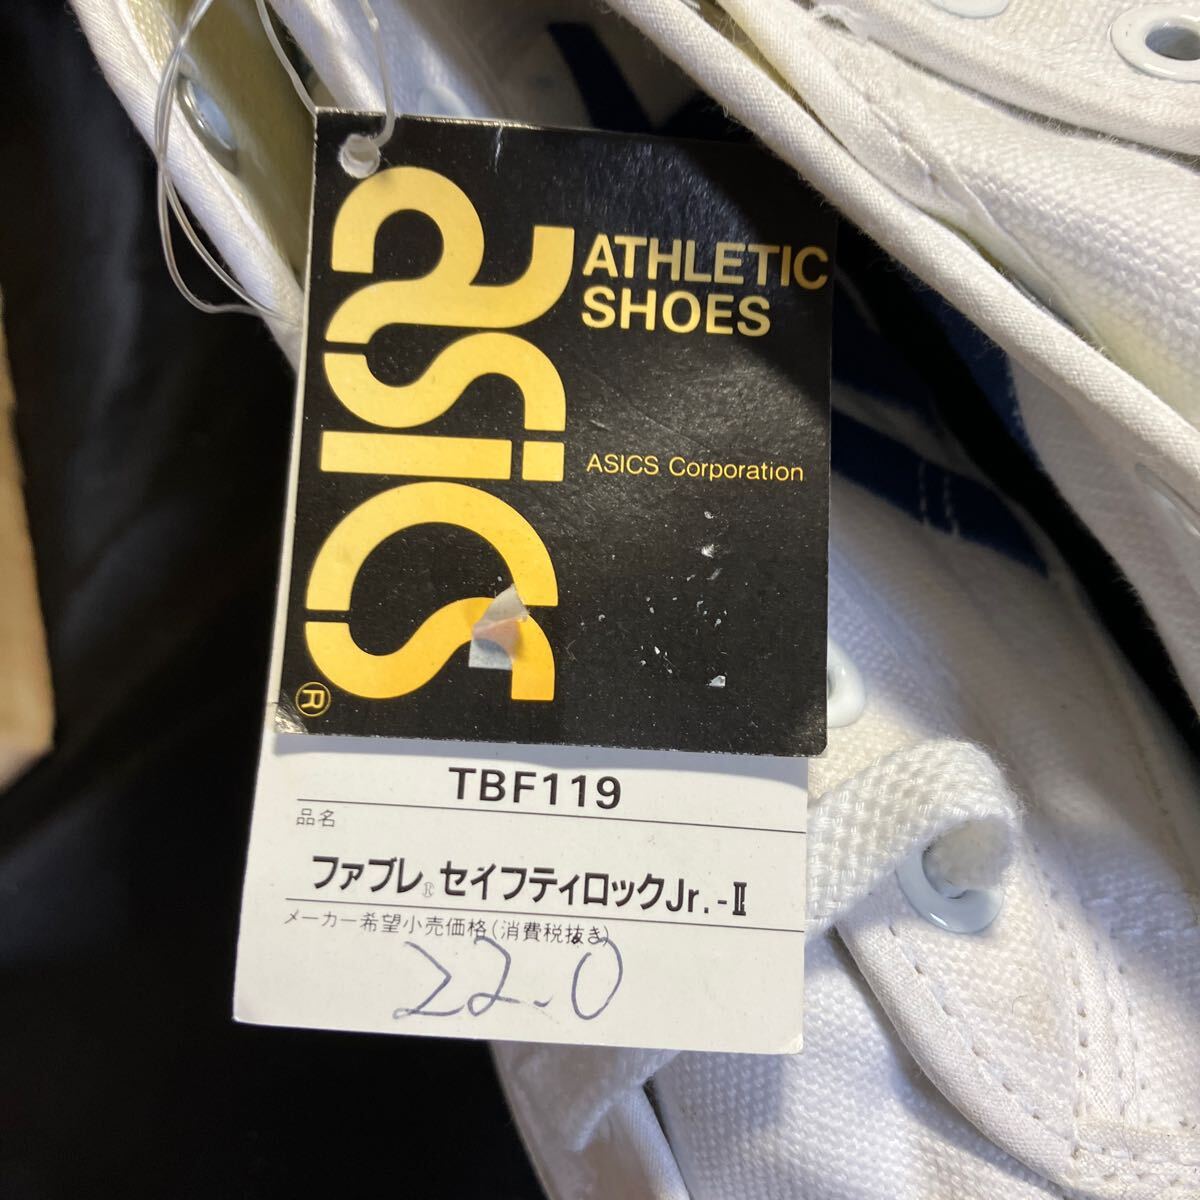 asics
®
ATHLETIC
SHOES
ASICS Corporation
TBF119
品名
ファブレ® セイフティロックJr.-Ⅱ
メーカー希望小売価格(消費税抜き)
22.0